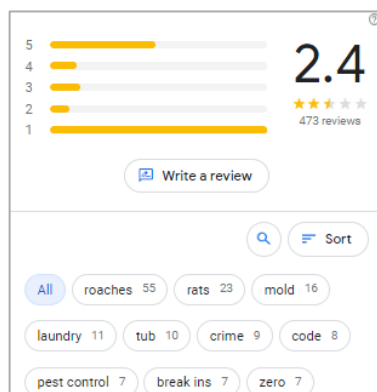 5
4
3
2
1
2.4
473 reviews
Write a review
Sort
All
roaches 55
rats 23
mold 16
laundry 11
tub 10
crime 9
code 8
pest control 7
break ins 7
zero 7